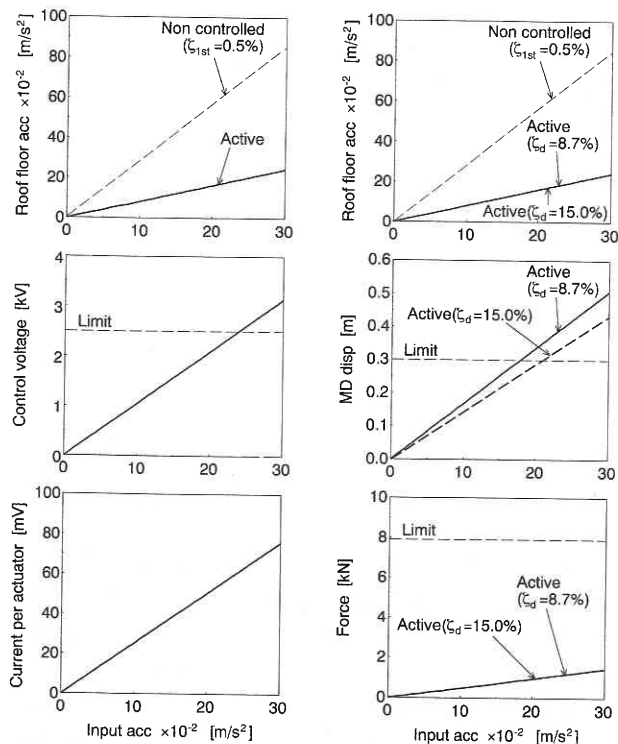 Roof floor acc ×10-2 [m/s2]
100
80
60
40
20
0
Non controlled
(ζ1st=0.5%)
Active
0
10
20
30
Control voltage [kV]
4
3
2
1
0
Limit
0
10
20
30
Current per actuator [mV]
100
80
60
40
20
0
0
10
20
30
Input acc ×10-2 [m/s2]
Roof floor acc ×10-2 [m/s2]
100
80
60
40
20
0
Non controlled
(ζ1st=0.5%)
Active
(ζd=8.7%)
Active(ζd=15.0%)
0
10
20
30
MD disp [m]
0.6
0.5
0.4
0.3
0.2
0.1
0.0
Active
(ζd=8.7%)
Active(ζd=15.0%)
Limit
0
10
20
30
Force [kN]
10
8
6
4
2
0
Limit
Active
(ζd=8.7%)
Active(ζd=15.0%)
0
10
20
30
Input acc ×10-2 [m/s2]